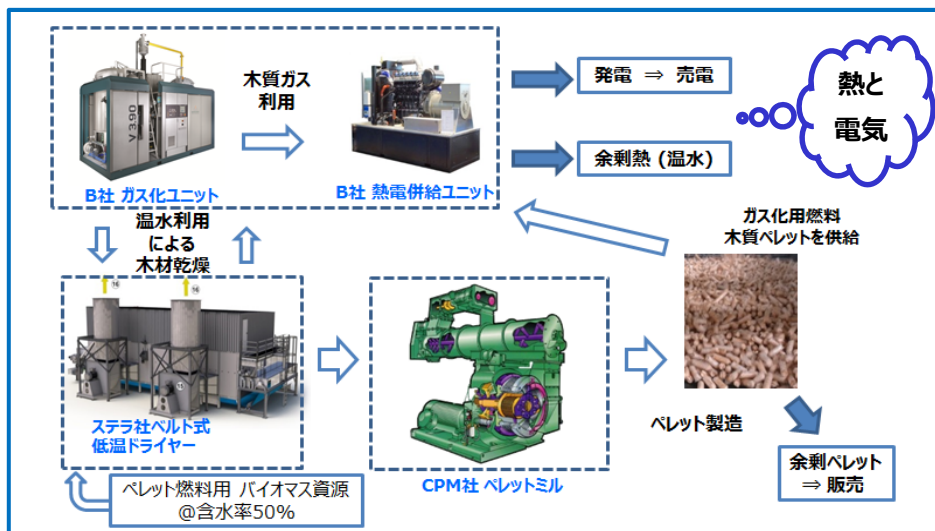 木質ガス
利用
発電 ⇒ 売電
熱と
電気
余剰熱 (温水)
V 3.90
B社 ガス化ユニット
B社 熱電併給ユニット
温水利用
による
木材乾燥
ガス化用燃料
木質ペレットを供給
16
16
11
ステラ社ベルト式
低温ドライヤー
ペレット製造
CPM社 ペレットミル
余剰ペレット
⇒ 販売
ペレット燃料用 バイオマス資源
@含水率50%